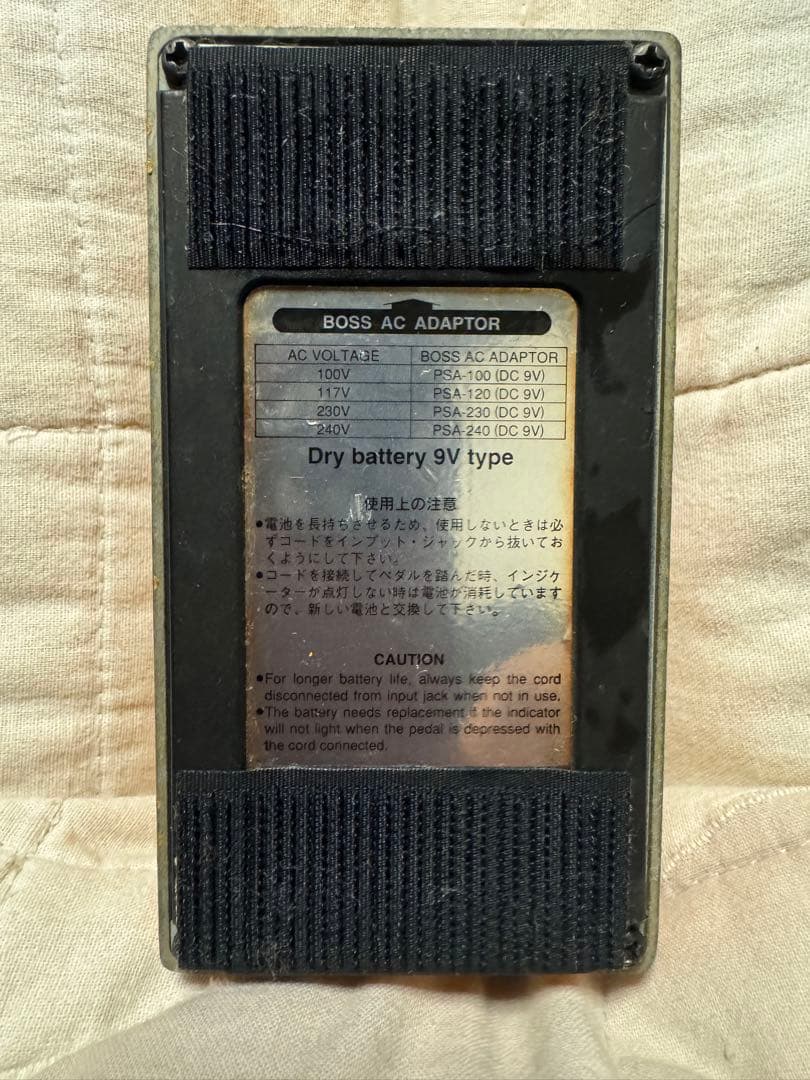 BOSS AC ADAPTOR
AC VOLTAGE BOSS AC ADAPTOR
100V PSA-100 (DC 9V)
117V PSA-120 (DC 9V)
230V PSA-230 (DC 9V)
240V PSA-240 (DC 9V)
Dry battery 9V type
使用上の注意
●電池を長持ちさせるため、使用しないときは必
ずコードをインプット・ジャックから抜いてお
くようにして下さい。
●コードを接続してペダルを踏んだ時、インジケ
ーターが点灯しない時は電池が消耗しています
ので、新しい電池と交換して下さい。
CAUTION
●For longer battery life, always keep the cord
disconnected from input jack when not in use.
●The battery needs replacement if the indicator
will not light when the pedal is depressed with
the cord connected.